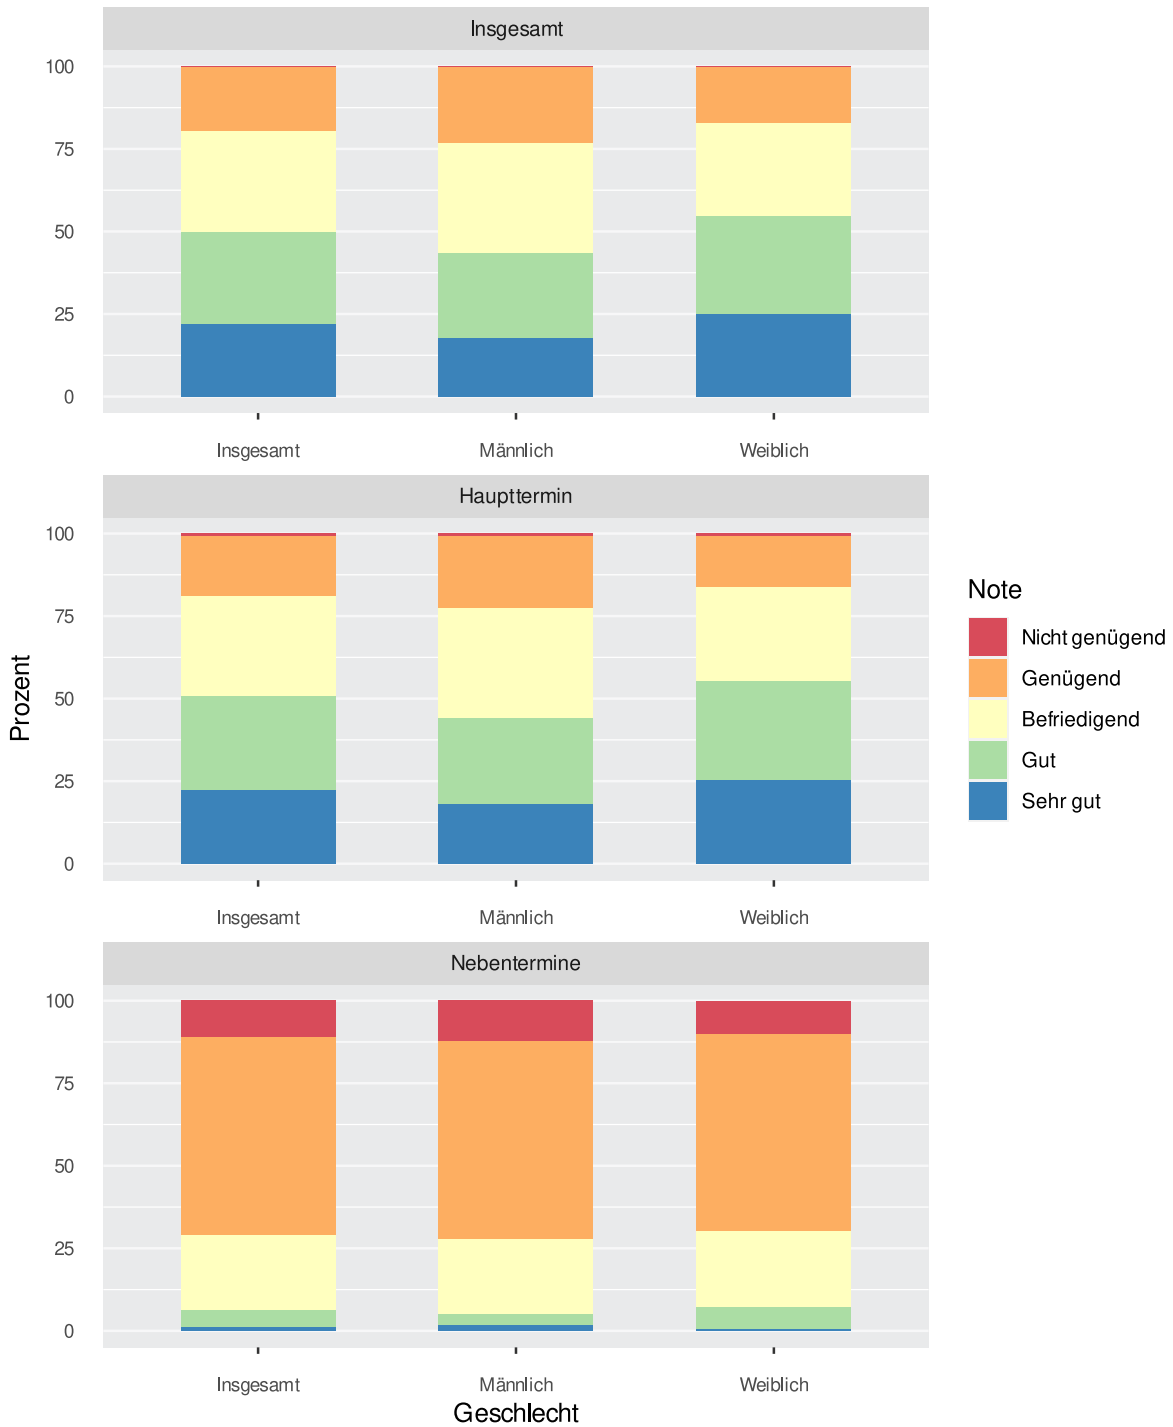 Insgesamt
100
75
50
25
0
Insgesamt Männlich Weiblich
Haupttermin
100
75
50
25
0
Insgesamt Männlich Weiblich
Nebentermine
100
75
50
25
0
Insgesamt Männlich Weiblich
Geschlecht
Prozent
Note
Nicht genügend
Genügend
Befriedigend
Gut
Sehr gut